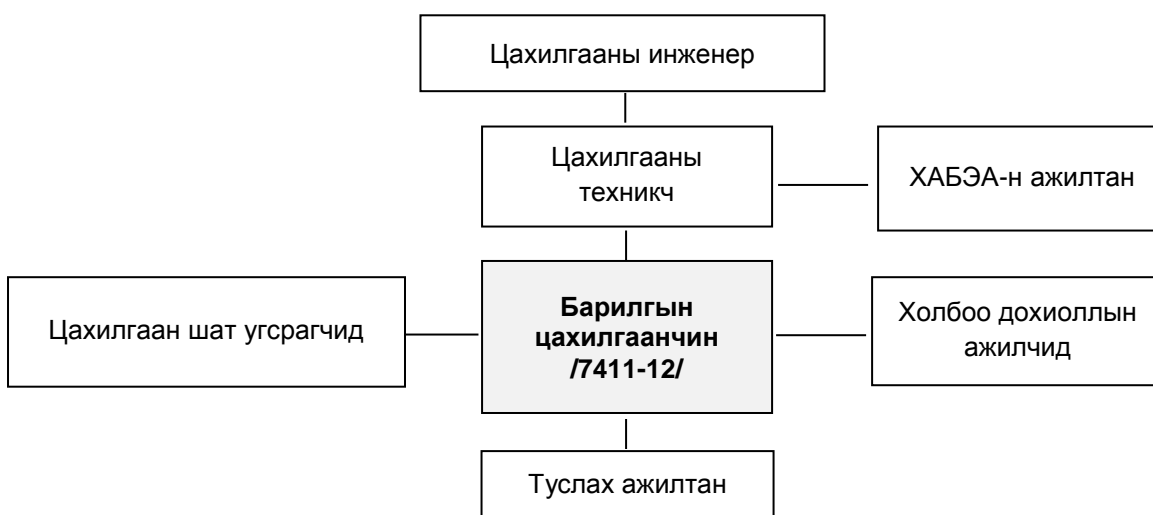 Цахилгааны инженер
Цахилгааны
техникч
ХАБЭА-н ажилтан
Цахилгаан шат угсрагчид
Барилгын
цахилгаанчин
/7411-12/
Холбоо дохиоллын
ажилчид
Туслах ажилтан